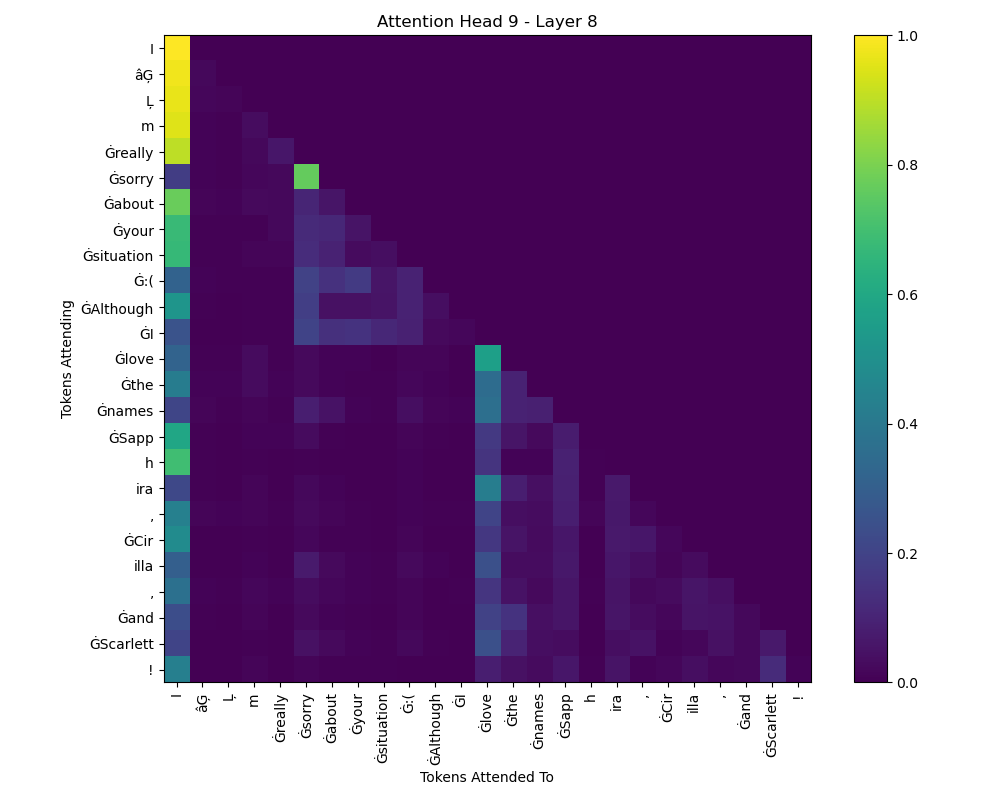 Attention Head 9 - Layer 8
Tokens Attending
I
âĢ
Ļ
m
Ġreally
Ġsorry
Ġabout
Ġyour
Ġsituation
Ġ:(
ĠAlthough
ĠI
Ġlove
Ġthe
Ġnames
ĠSapp
h
ira
,
ĠCir
illa
,
Ġand
ĠScarlett
!
I
âĢ
Ļ
m
Ġreally
Ġsorry
Ġabout
Ġyour
Ġsituation
Ġ:(
ĠAlthough
ĠI
Ġlove
Ġthe
Ġnames
ĠSapp
h
ira
,
ĠCir
illa
,
Ġand
ĠScarlett
!
Tokens Attended To
1.0
0.8
0.6
0.4
0.2
0.0